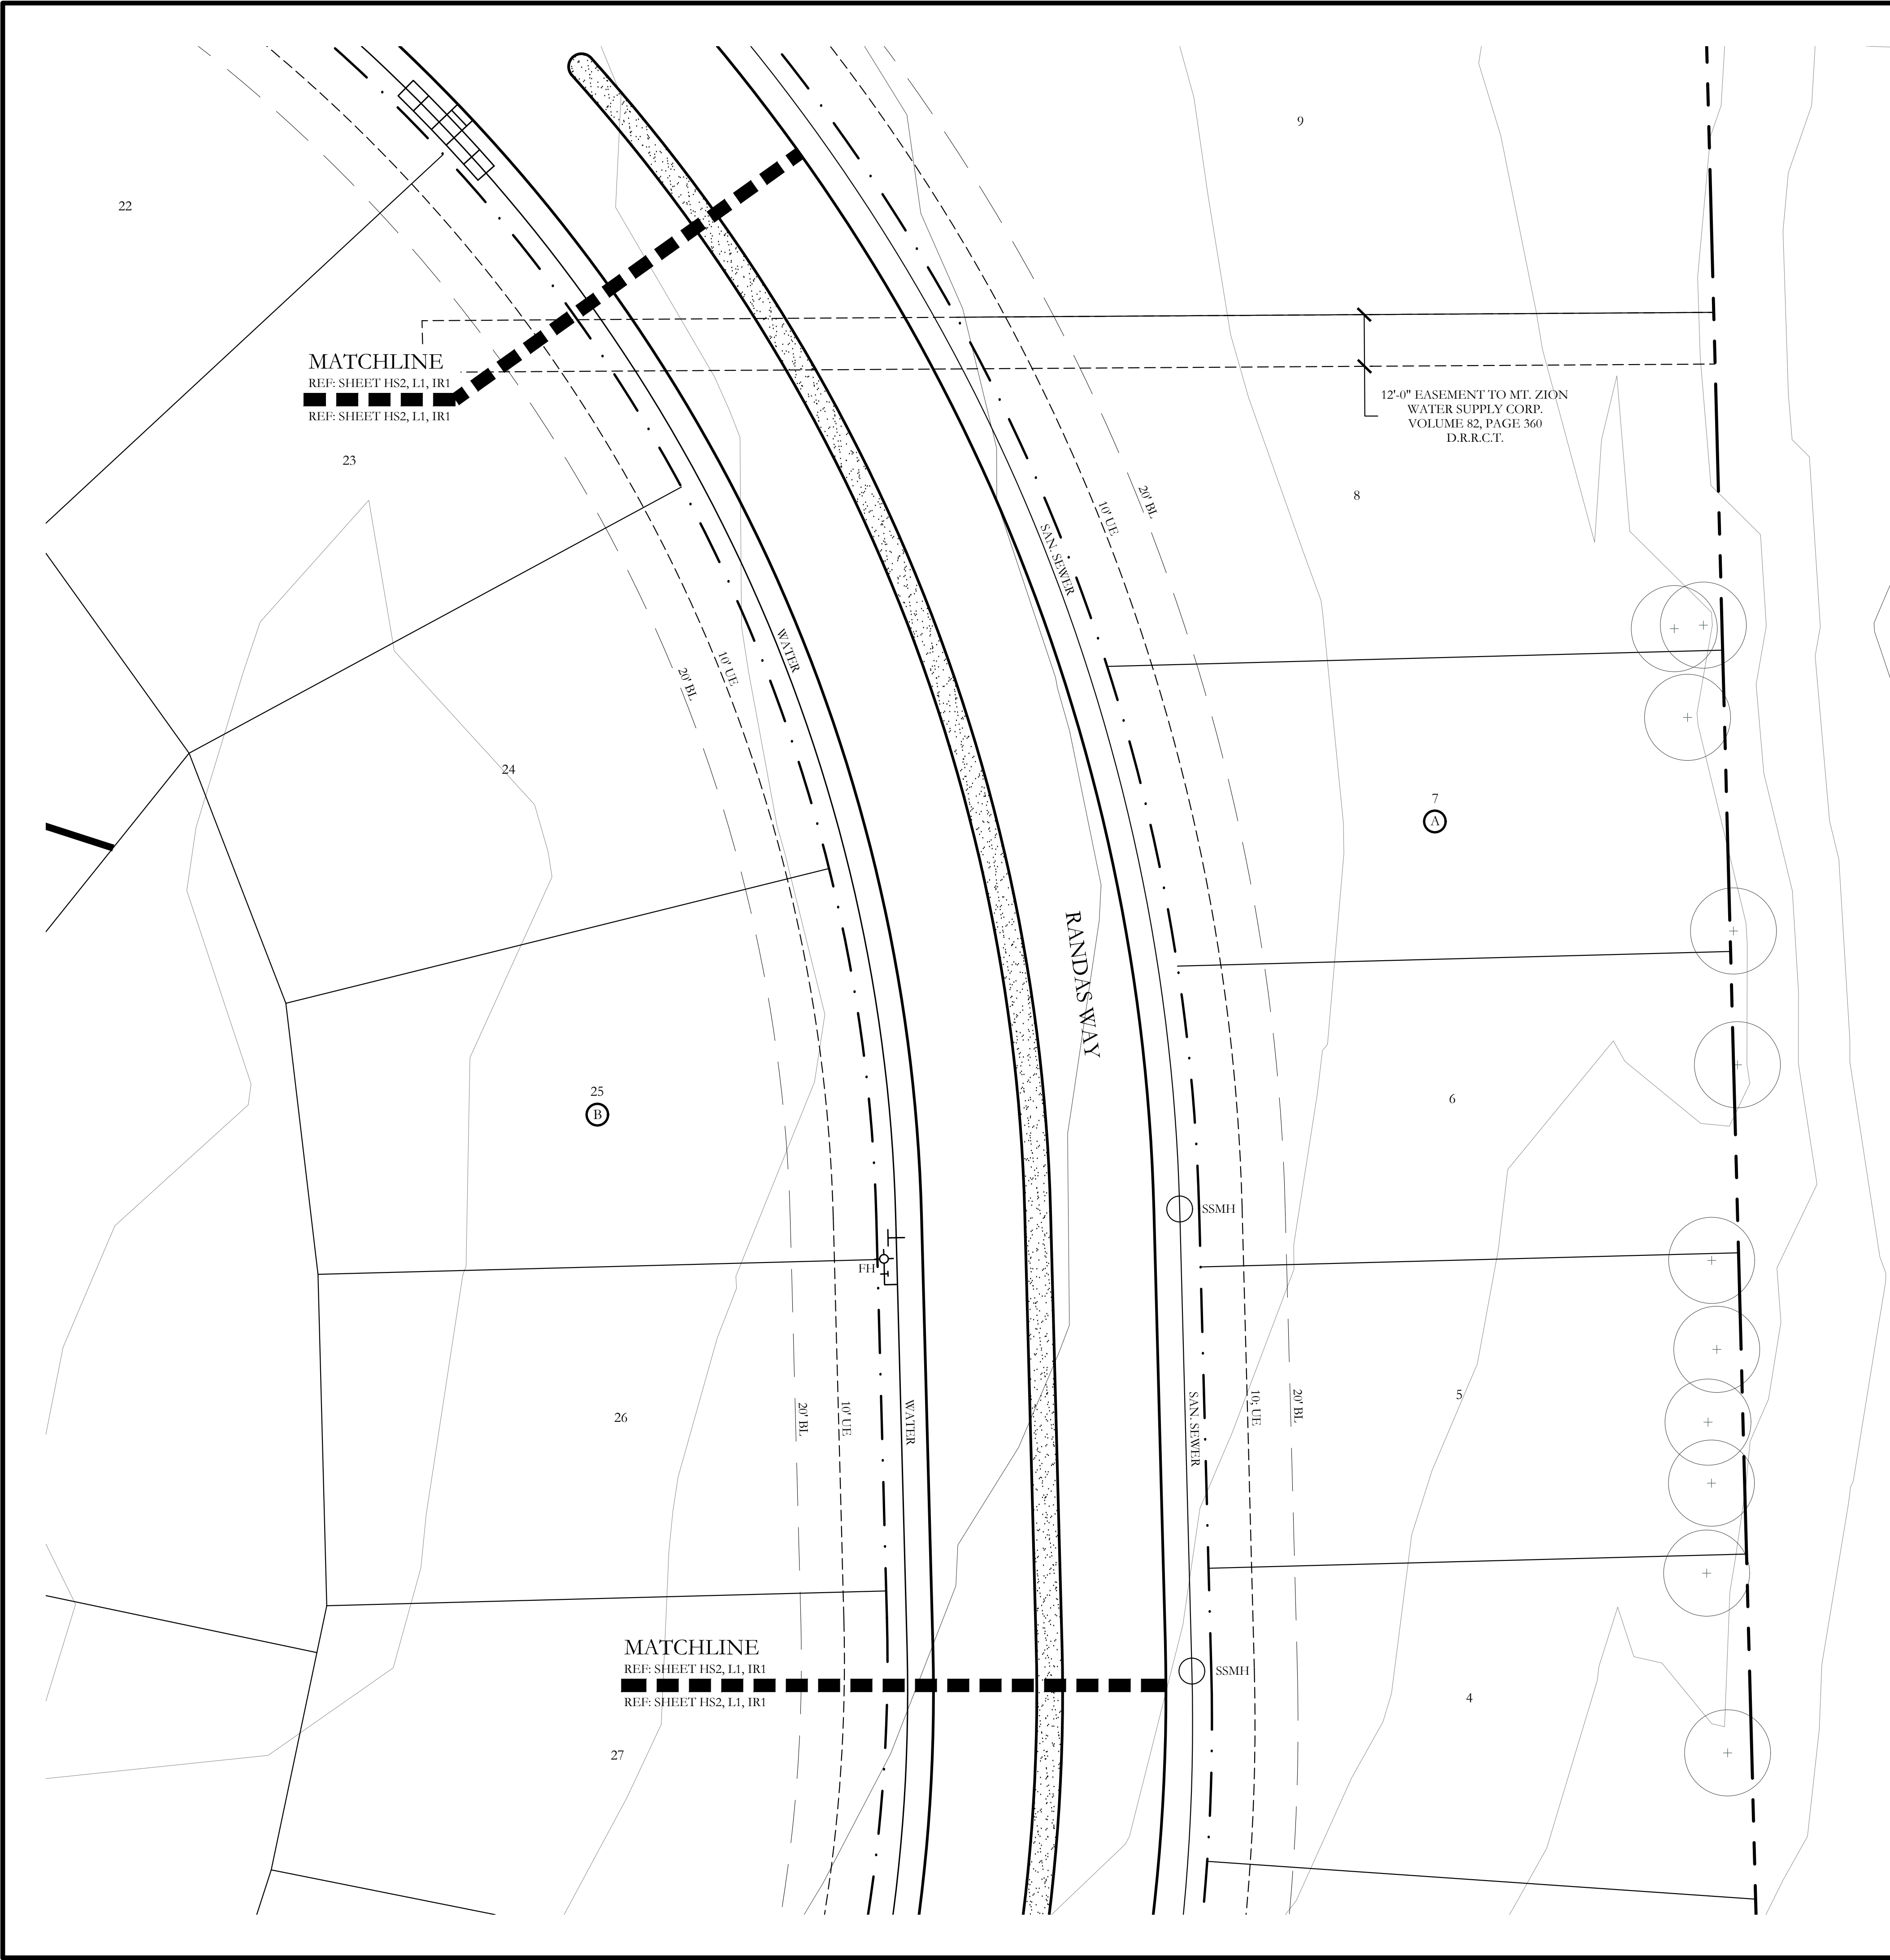 9
22
MATCHLINE
REF: SHEET HS2, L1, IR1
REF: SHEET HS2, L1, IR1
12'-0" EASEMENT TO MT. ZION
WATER SUPPLY CORP.
VOLUME 82, PAGE 360
D.R.R.C.T.
23
8
20' BL
10' UE
SAN. SEWER
WATER
10' UE
20' BL
24
7
A
RANDAS WAY
25
B
6
SSMH
FH
5
26
20' BL
10' UE
WATER
SAN. SEWER
10; UE
20' BL
MATCHLINE
REF: SHEET HS2, L1, IR1
REF: SHEET HS2, L1, IR1
SSMH
4
27